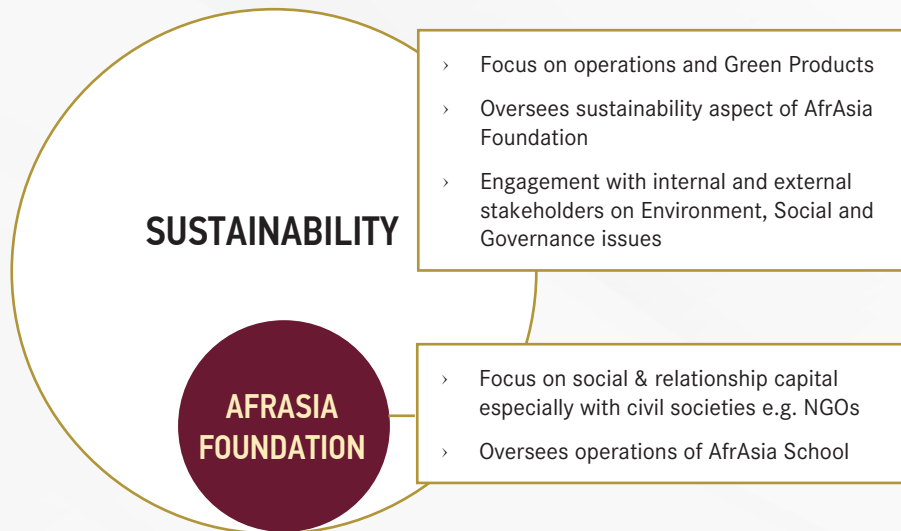 › Focus on operations and Green Products
› Oversees sustainability aspect of AfrAsia
Foundation
› Engagement with internal and external
stakeholders on Environment, Social and
Governance issues
SUSTAINABILITY
› Focus on social & relationship capital
especially with civil societies e.g. NGOs
› Oversees operations of AfrAsia School
AFRASIA
FOUNDATION